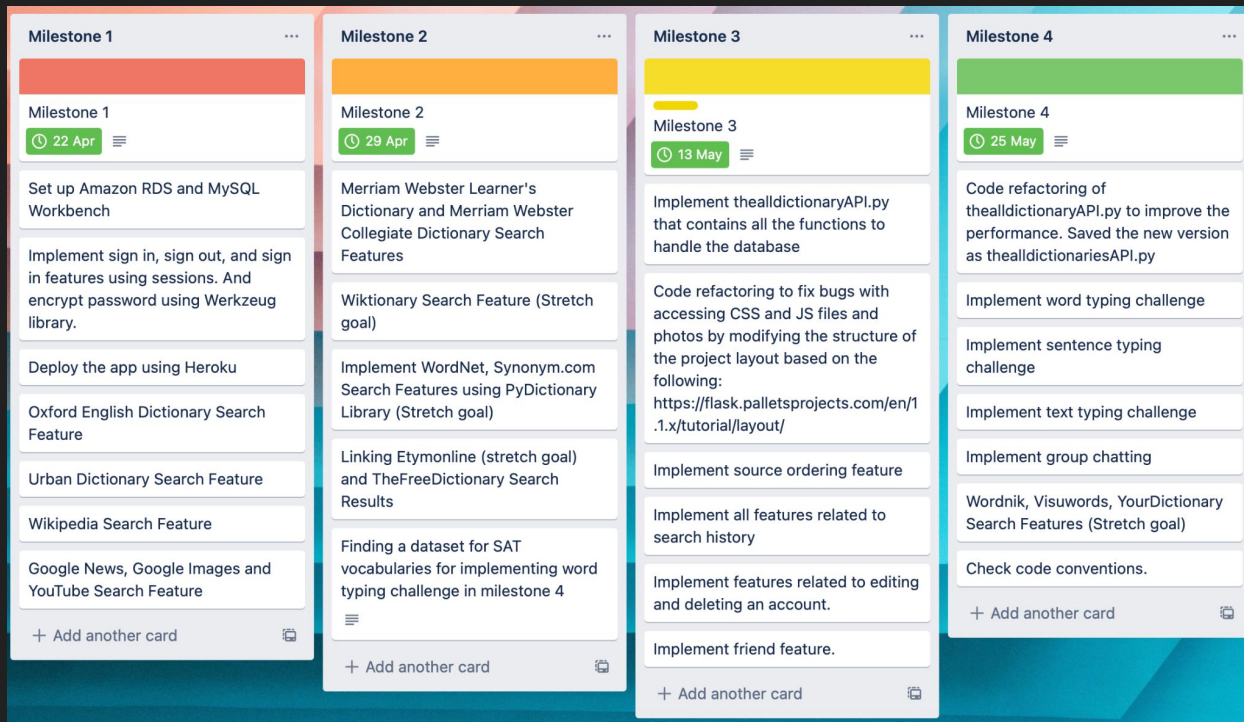 Milestone 1
Milestone 1
22 Apr
Set up Amazon RDS and MySQL
Workbench
Implement sign in, sign out, and sign
in features using sessions. And
encrypt password using Werkzeug
library.
Deploy the app using Heroku
Oxford English Dictionary Search
Feature
Urban Dictionary Search Feature
Wikipedia Search Feature
Google News, Google Images and
YouTube Search Feature
+ Add another card
Milestone 2
Milestone 2
29 Apr
Merriam Webster Learner's
Dictionary and Merriam Webster
Collegiate Dictionary Search
Features
Wiktionary Search Feature (Stretch
goal)
Implement WordNet, Synonym.com
Search Features using PyDictionary
Library (Stretch goal)
Linking Etymonline (stretch goal)
and TheFreeDictionary Search
Results
Finding a dataset for SAT
vocabularies for implementing word
typing challenge in milestone 4
+ Add another card
Milestone 3
Milestone 3
13 May
Implement thealldictionaryAPI.py
that contains all the functions to
handle the database
Code refactoring to fix bugs with
accessing CSS and JS files and
photos by modifying the structure of
the project layout based on the
following:
https://flask.palletsprojects.com/en/1
.1.x/tutorial/layout/
Implement source ordering feature
Implement all features related to
search history
Implement features related to editing
and deleting an account.
Implement friend feature.
+ Add another card
Milestone 4
Milestone 4
25 May
Code refactoring of
thealldictionaryAPI.py to improve the
performance. Saved the new version
as thealldictionariesAPI.py
Implement word typing challenge
Implement sentence typing
challenge
Implement text typing challenge
Implement group chatting
Wordnik, Visuwords, YourDictionary
Search Features (Stretch goal)
Check code conventions.
+ Add another card